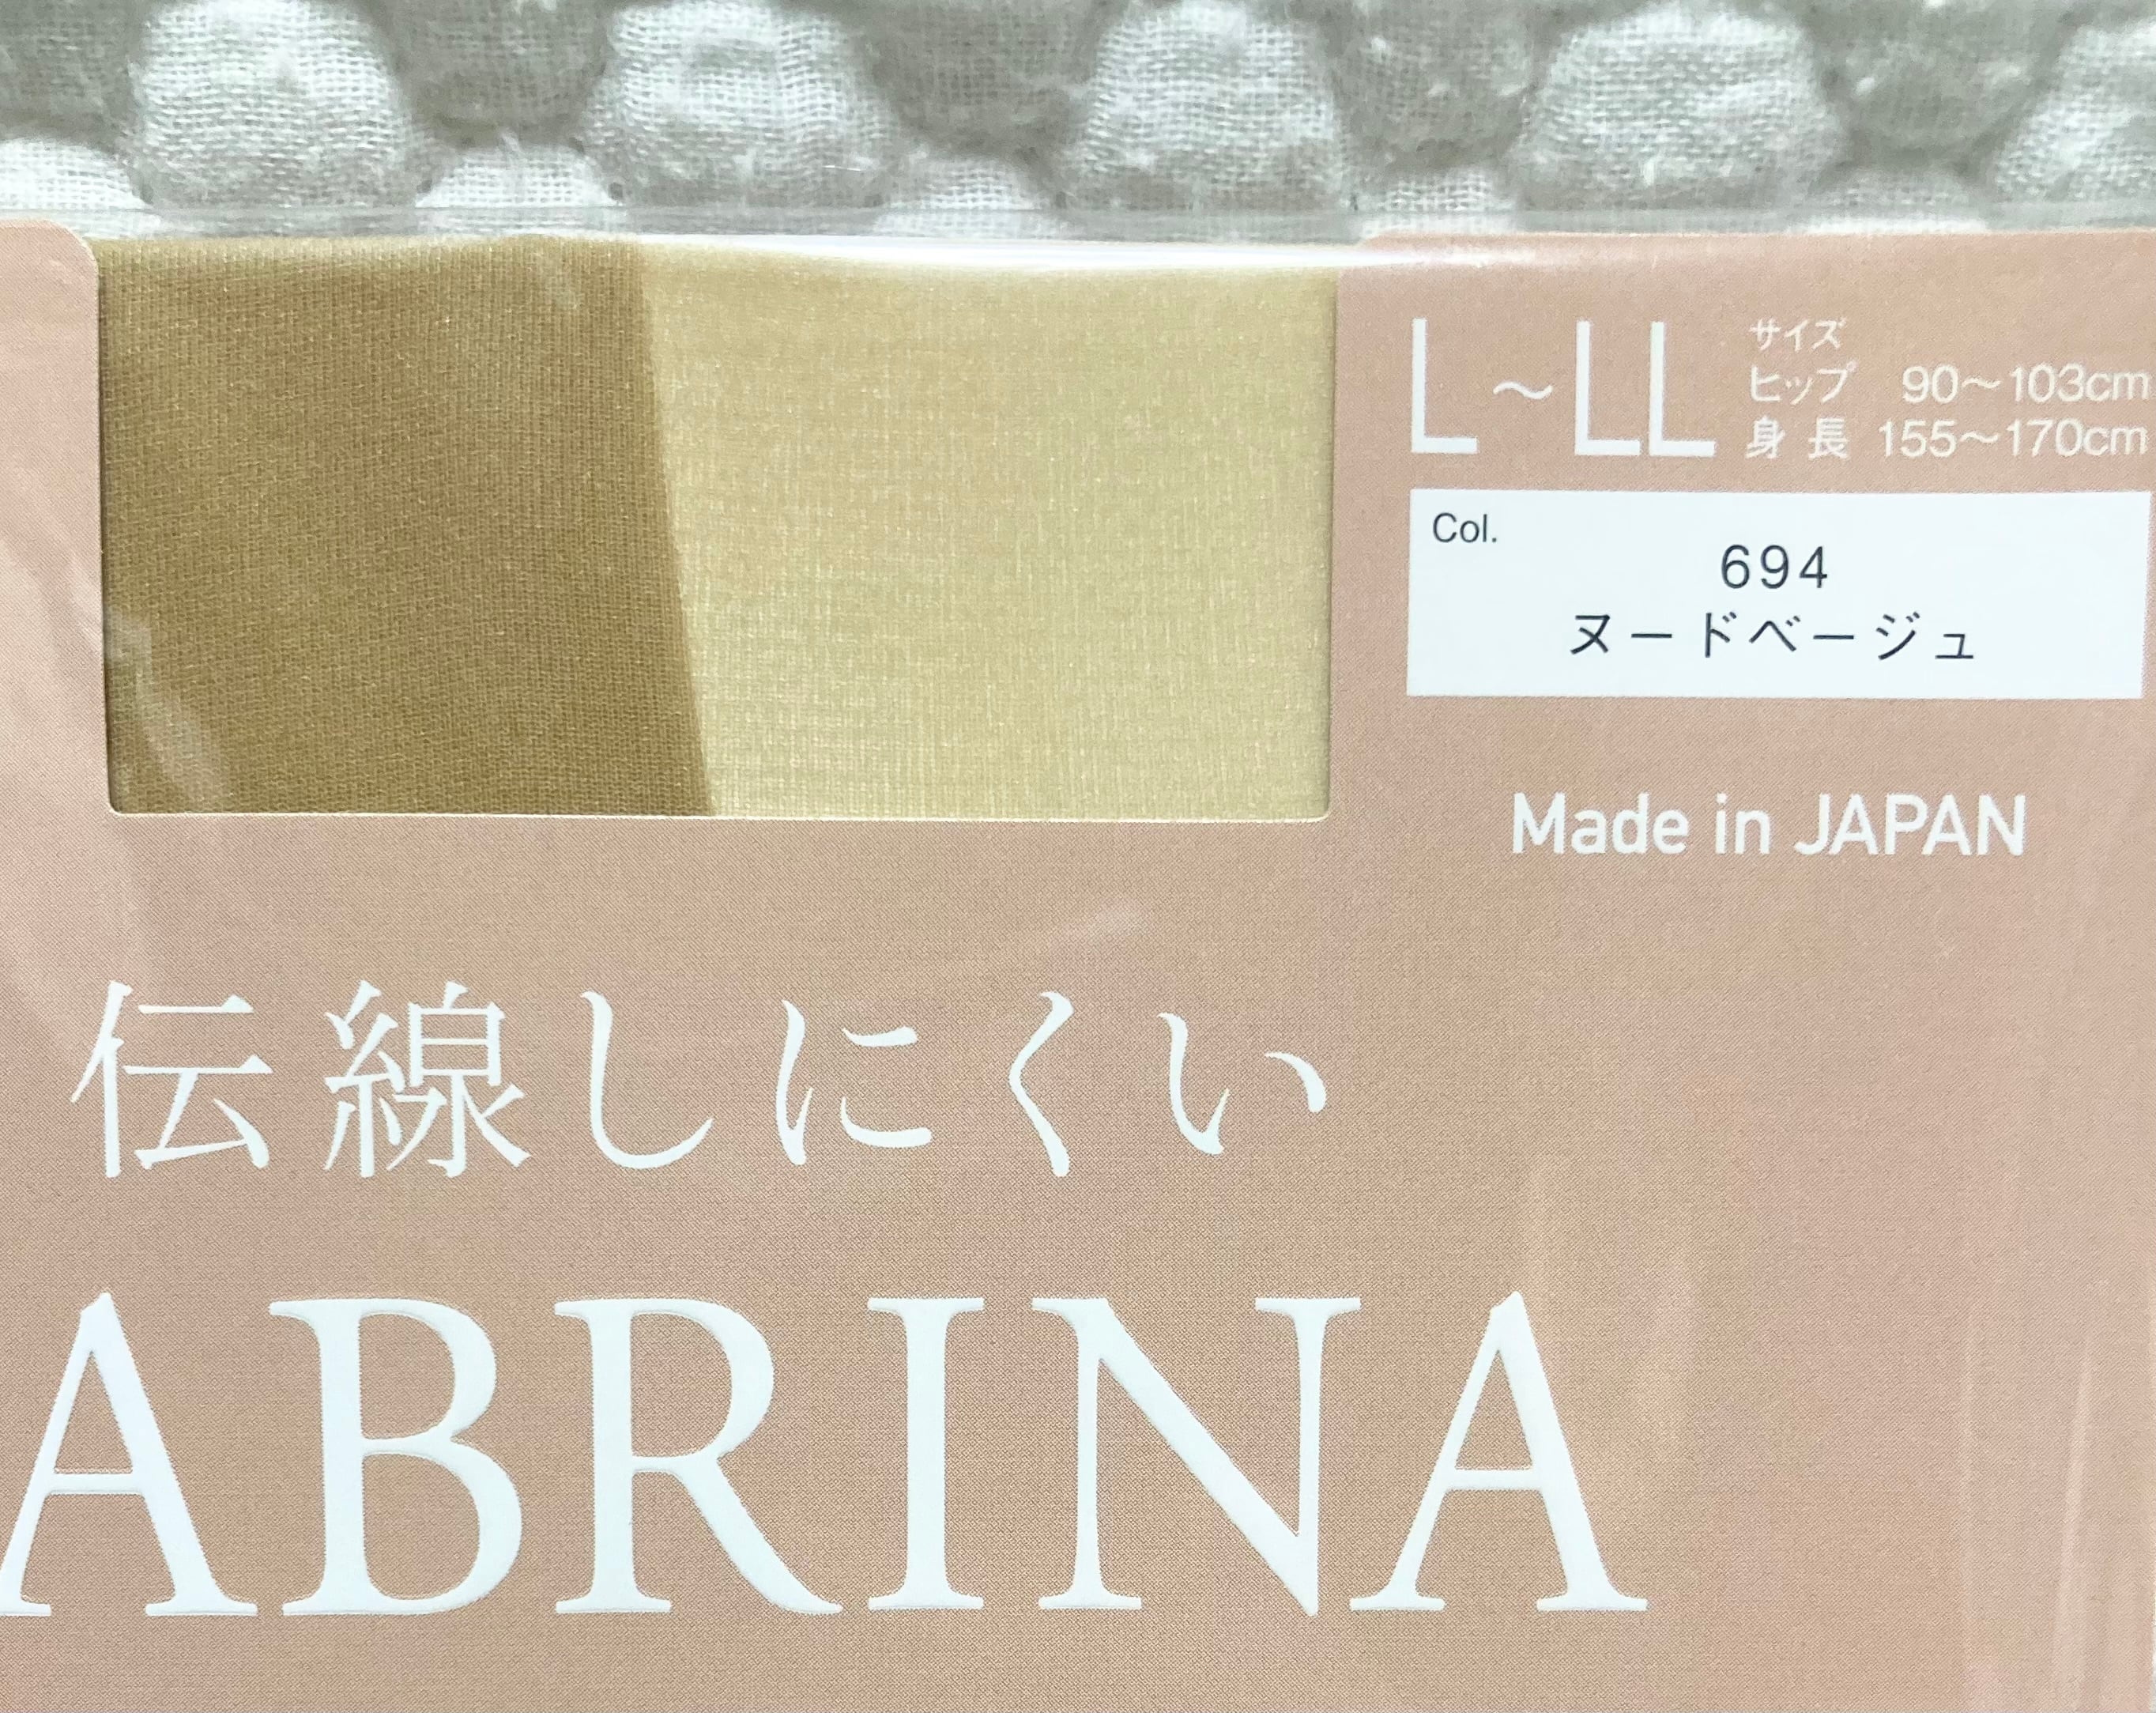 L～LL
サイズ
ヒップ 90～103cm
身長 155～170cm
Col.
694
ヌードベージュ
Made in JAPAN
伝線しにくい
ABRINA